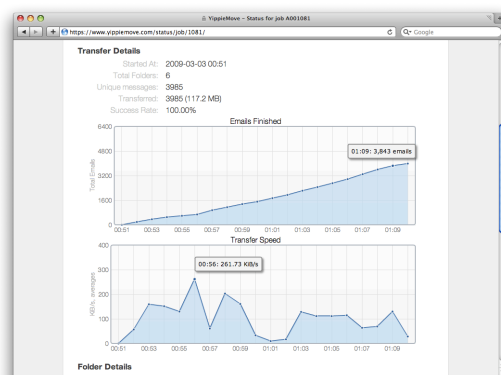 YippieMove – Status for job A001081
https://www.yippiemove.com/status/job/1081/
Google
Transfer Details
Started At: 2009-03-03 00:51
Total Folders: 6
Unique messages: 3985
Transferred: 3985 (117.2 MB)
Success Rate: 100.00%
Emails Finished
6400
4800
3200
1600
0
Total Emails
01:09: 3,843 emails
00:51 00:53 00:55 00:57 00:59 01:01 01:03 01:05 01:07 01:09
Transfer Speed
400
300
200
100
0
KiB/s, averages
00:56: 261.73 KiB/s
00:51 00:53 00:55 00:57 00:59 01:01 01:03 01:05 01:07 01:09
Folder Details